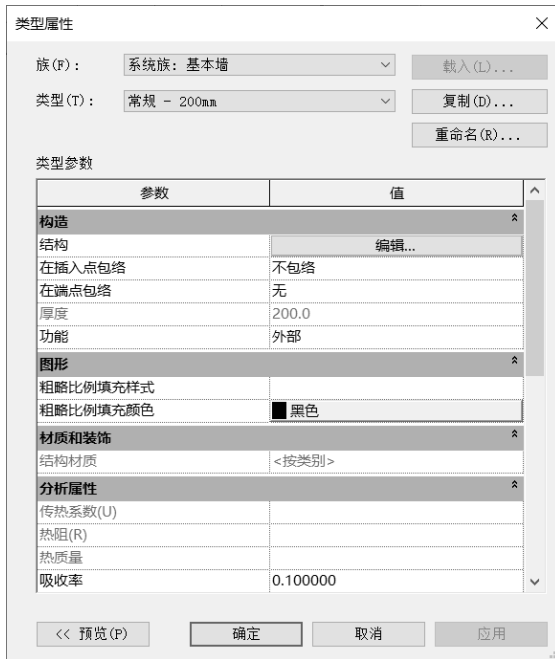 类型属性
族(F): 系统族: 基本墙 载入(L)...
类型(T): 常规 - 200mm 复制(D)...
重命名(R)...
类型参数
参数 值
构造
结构 编辑...
在插入点包络 不包络
在端点包络 无
厚度 200.0
功能 外部
图形
粗略比例填充样式
粗略比例填充颜色 黑色
材质和装饰
结构材质 <按类别>
分析属性
传热系数(U)
热阻(R)
热质量
吸收率 0.100000
<< 预览(P) 确定 取消 应用